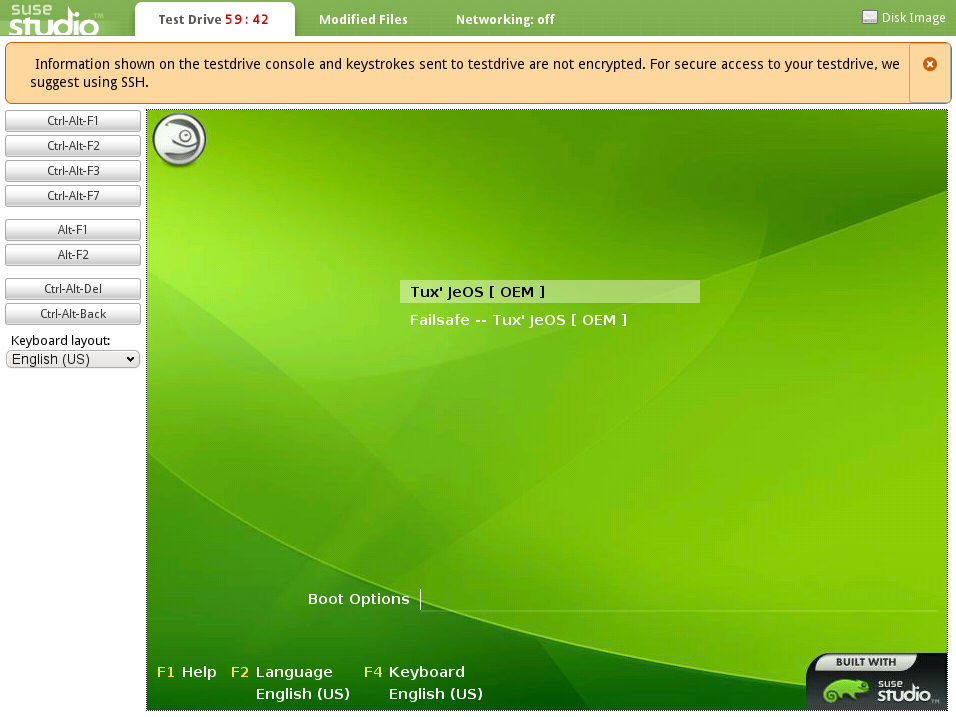 suse
studio™
Test Drive 59 : 42
Modified Files
Networking: off
Disk Image
Information shown on the testdrive console and keystrokes sent to testdrive are not encrypted. For secure access to your testdrive, we
suggest using SSH.
Ctrl-Alt-F1
Ctrl-Alt-F2
Ctrl-Alt-F3
Ctrl-Alt-F7
Alt-F1
Alt-F2
Ctrl-Alt-Del
Ctrl-Alt-Back
Keyboard layout:
English (US)
Tux' JeOS [ OEM ]
Failsafe -- Tux' JeOS [ OEM ]
Boot Options
F1 Help F2 Language F4 Keyboard
English (US) English (US)
BUILT WITH
suse
studio™